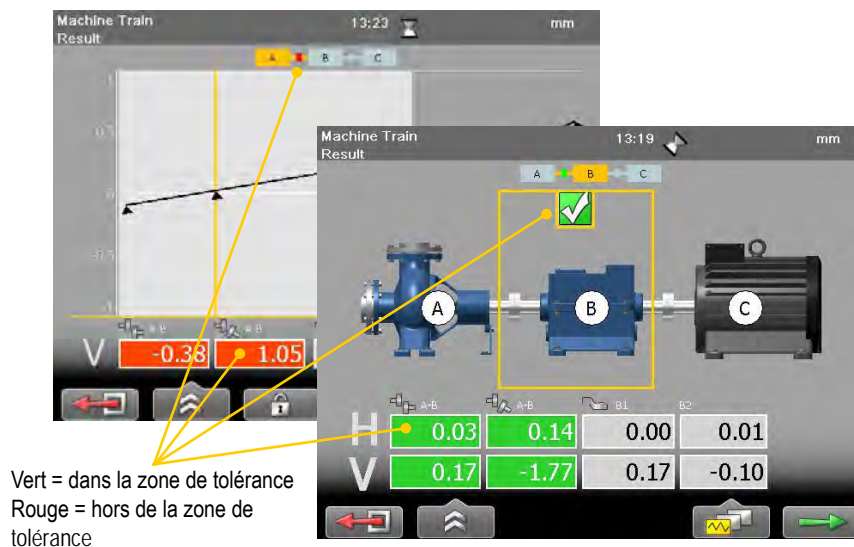 Machine Train 13:23 mm
Result
A B C
1
0.5
0
-0.5
-1
A-B A-B
V -0.38 1.05
Machine Train 13:19 mm
Result
A B C
A B C
A-B A-B B1 B2
H 0.03 0.14 0.00 0.01
V 0.17 -1.77 0.17 -0.10
Vert = dans la zone de tolérance
Rouge = hors de la zone de
tolérance